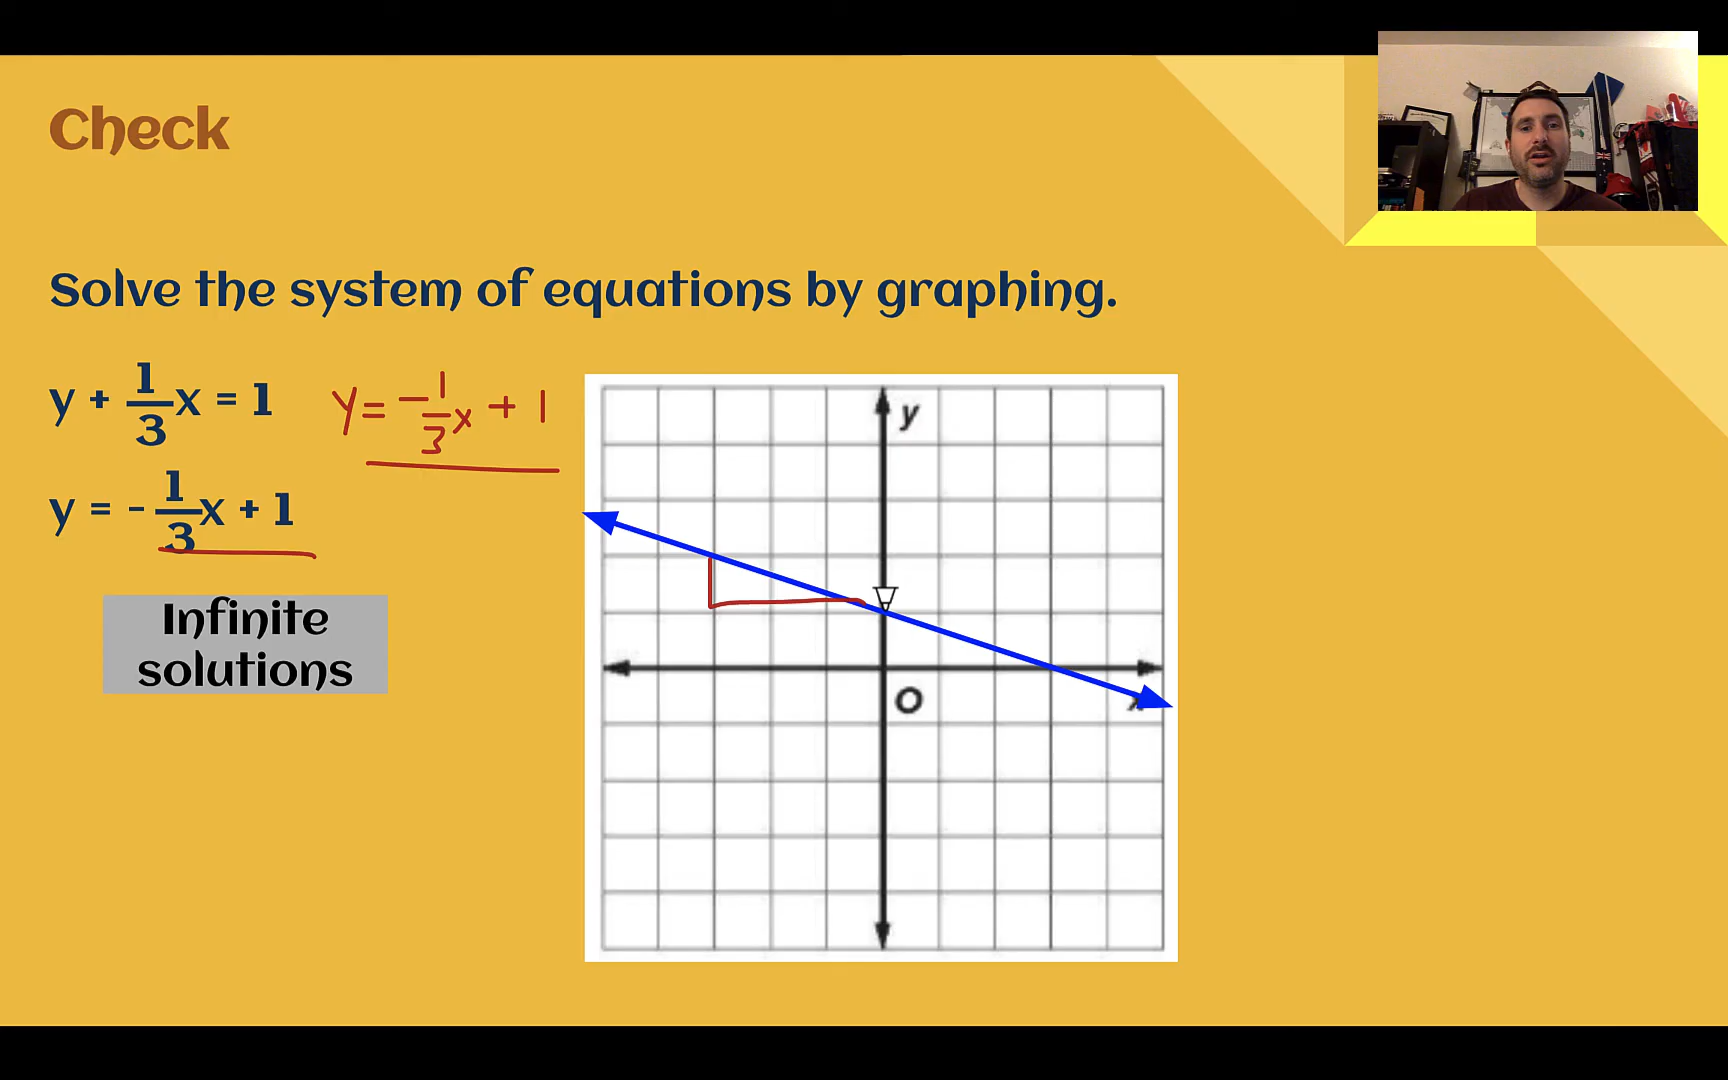 Check
Solve the system of equations by graphing.
y + 1/3x = 1
y = -1/3x + 1
y = -1/3x + 1
Infinite
solutions
y
O
x